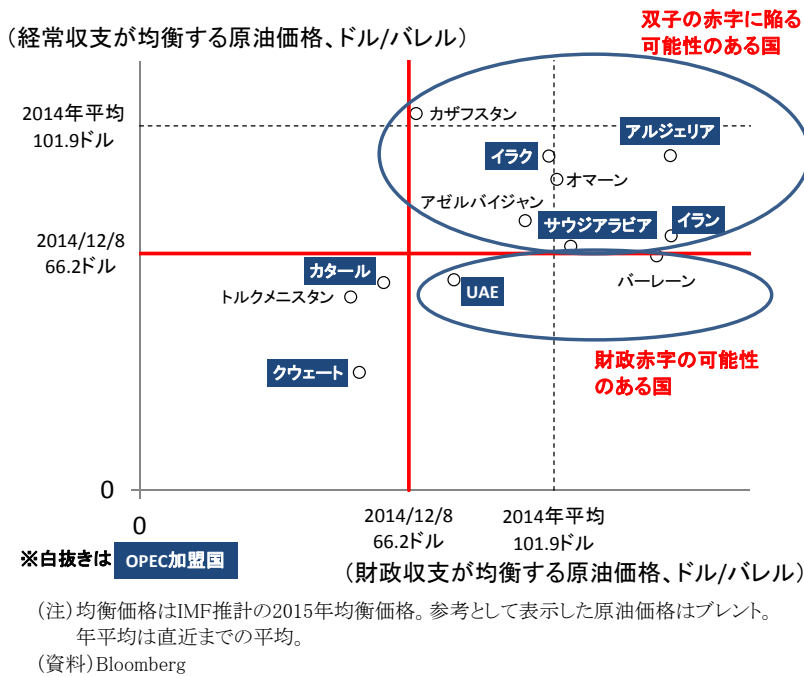 （経常収支が均衡する原油価格、ドル/バレル）
双子の赤字に陥る
可能性のある国
2014年平均
101.9ドル
カザフスタン
アルジェリア
イラク
オマーン
アゼルバイジャン
サウジアラビア
イラン
2014/12/8
66.2ドル
カタール
バーレーン
トルクメニスタン
UAE
クウェート
財政赤字の可能性
のある国
0
0
2014/12/8
66.2ドル
2014年平均
101.9ドル
※白抜きは OPEC加盟国
（財政収支が均衡する原油価格、ドル/バレル）
（注）均衡価格はIMF推計の2015年均衡価格。参考として表示した原油価格はブレント。
年平均は直近までの平均。
（資料）Bloomberg